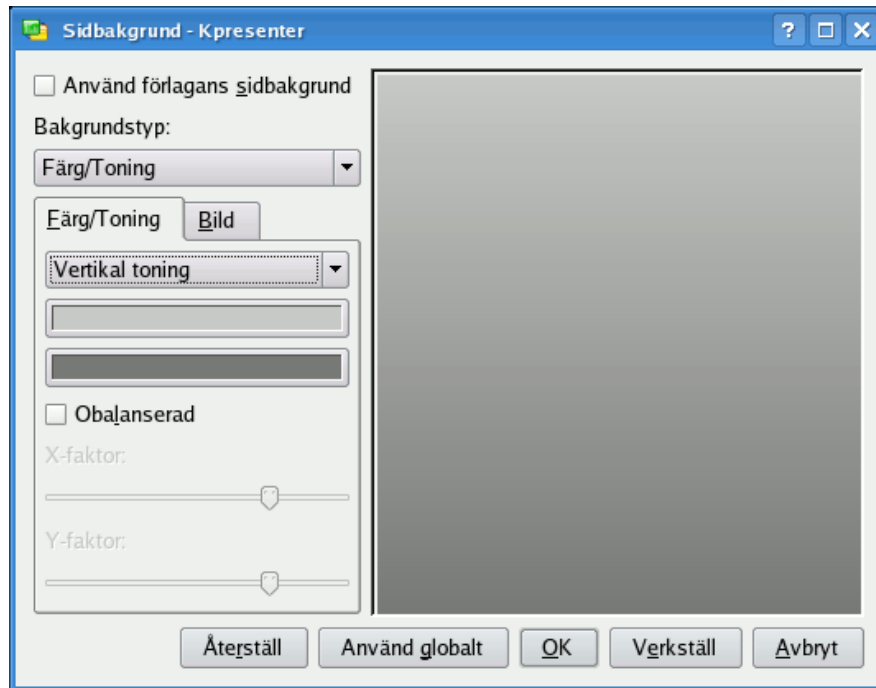 Sidbakgrund - Kpresenter
Använd förlagans sidbakgrund
Bakgrundstyp:
Färg/Toning
Färg/Toning
Bild
Vertikal toning
Obalanserad
X-faktor:
Y-faktor:
Återställ
Använd globalt
OK
Verkställ
Avbryt